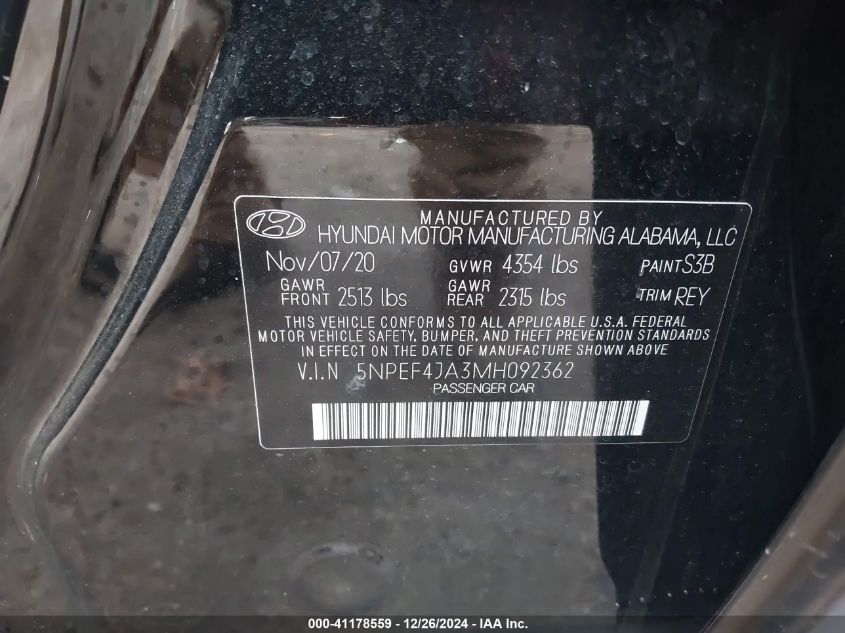 MANUFACTURED BY
HYUNDAI MOTOR MANUFACTURING ALABAMA, LLC
Nov/07/20 GVWR 4354 lbs PAINT S3B
GAWR FRONT 2513 lbs GAWR REAR 2315 lbs TRIM REY
THIS VEHICLE CONFORMS TO ALL APPLICABLE U.S.A. FEDERAL
MOTOR VEHICLE SAFETY, BUMPER, AND THEFT PREVENTION STANDARDS
IN EFFECT ON THE DATE OF MANUFACTURE SHOWN ABOVE
V.I.N 5NPEF4JA3MH092362
PASSENGER CAR
000-41178559 - 12/26/2024 - IAA Inc.